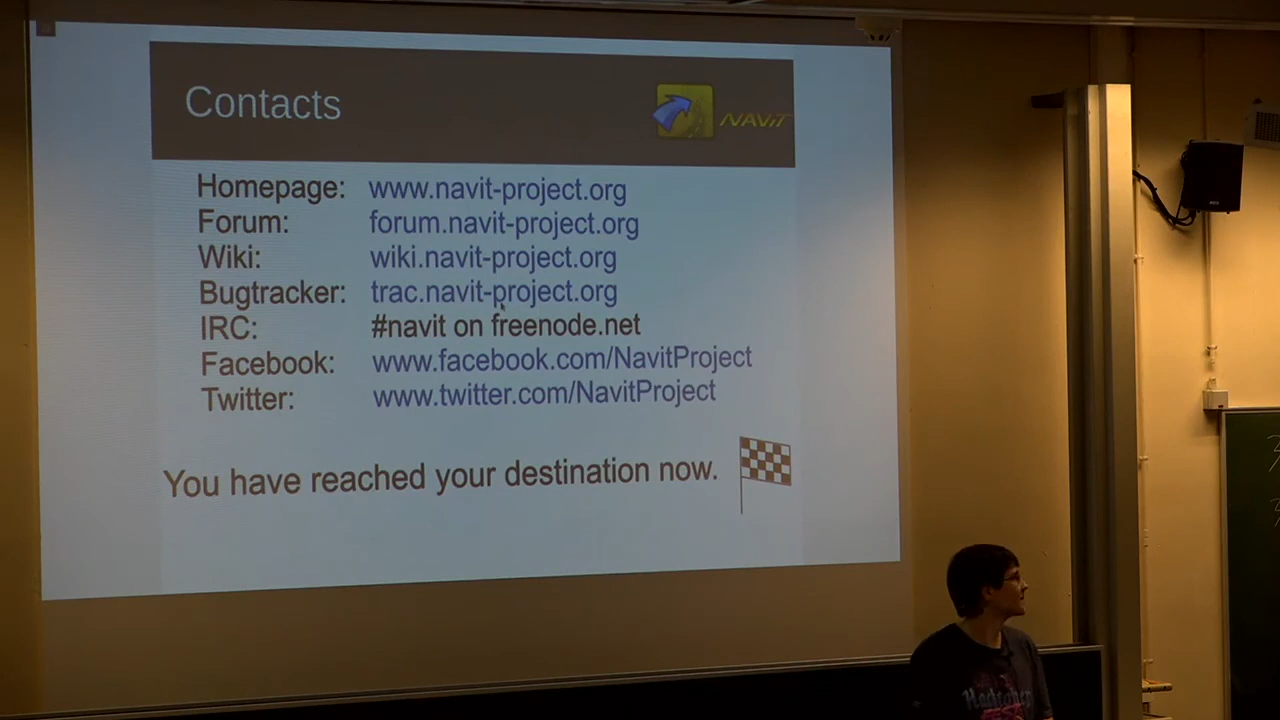 Contacts
NAVIT
Homepage: www.navit-project.org
Forum: forum.navit-project.org
Wiki: wiki.navit-project.org
Bugtracker: trac.navit-project.org
IRC: #navit on freenode.net
Facebook: www.facebook.com/NavitProject
Twitter: www.twitter.com/NavitProject
You have reached your destination now.